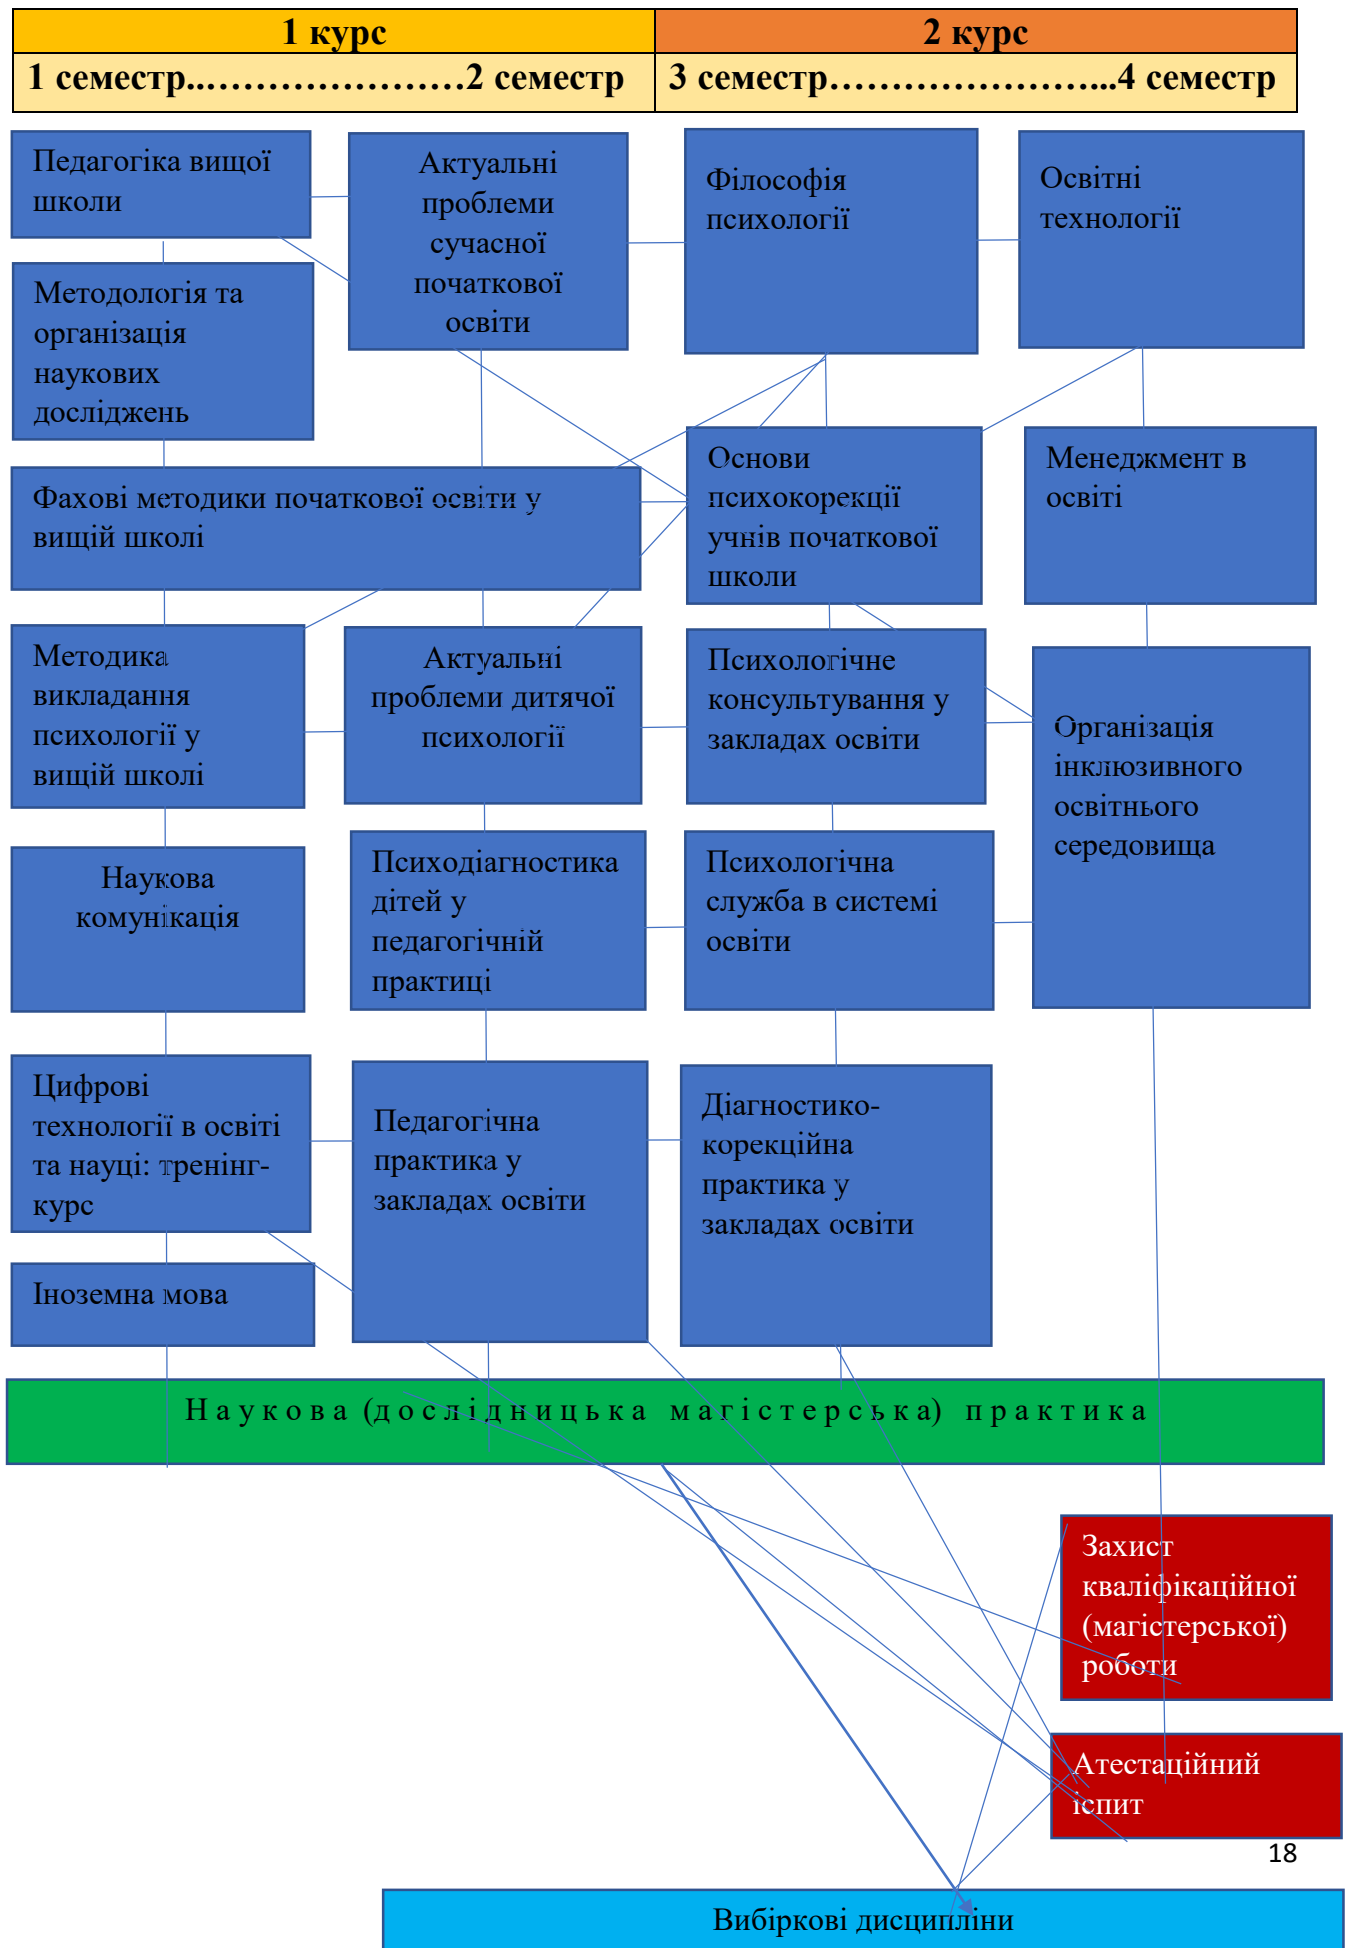 1 курс
2 курс
1 семестр..…………………2 семестр
3 семестр…………………...4 семестр
Педагогіка вищої
школи
Актуальні
проблеми
сучасної
початкової
освіти
Філософія
психології
Освітні
технології
Методологія та
організація
наукових
досліджень
Фахові методики початкової освіти у
вищій школі
Основи
психокорекції
учнів початкової
школи
Менеджмент в
освіті
Методика
викладання
психології у
вищій школі
Актуальні
проблеми дитячої
психології
Психологічне
консультування у
закладах освіти
Організація
інклюзивного
освітнього
середовища
Наукова
комунікація
Психодіагностика
дітей у
педагогічній
практиці
Психологічна
служба в системі
освіти
Цифрові
технології в освіті
та науці: тренінг-
курс
Педагогічна
практика у
закладах освіти
Діагностико-
корекційна
практика у
закладах освіти
Іноземна мова
Н а у к о в а (д о с л і д н и ц ь к а м а г і с т е р с ь к а) п р а к т и к а
Захист
кваліфікаційної
(магістерської)
роботи
Атестаційний
іспит
18
Вибіркові дисципліни